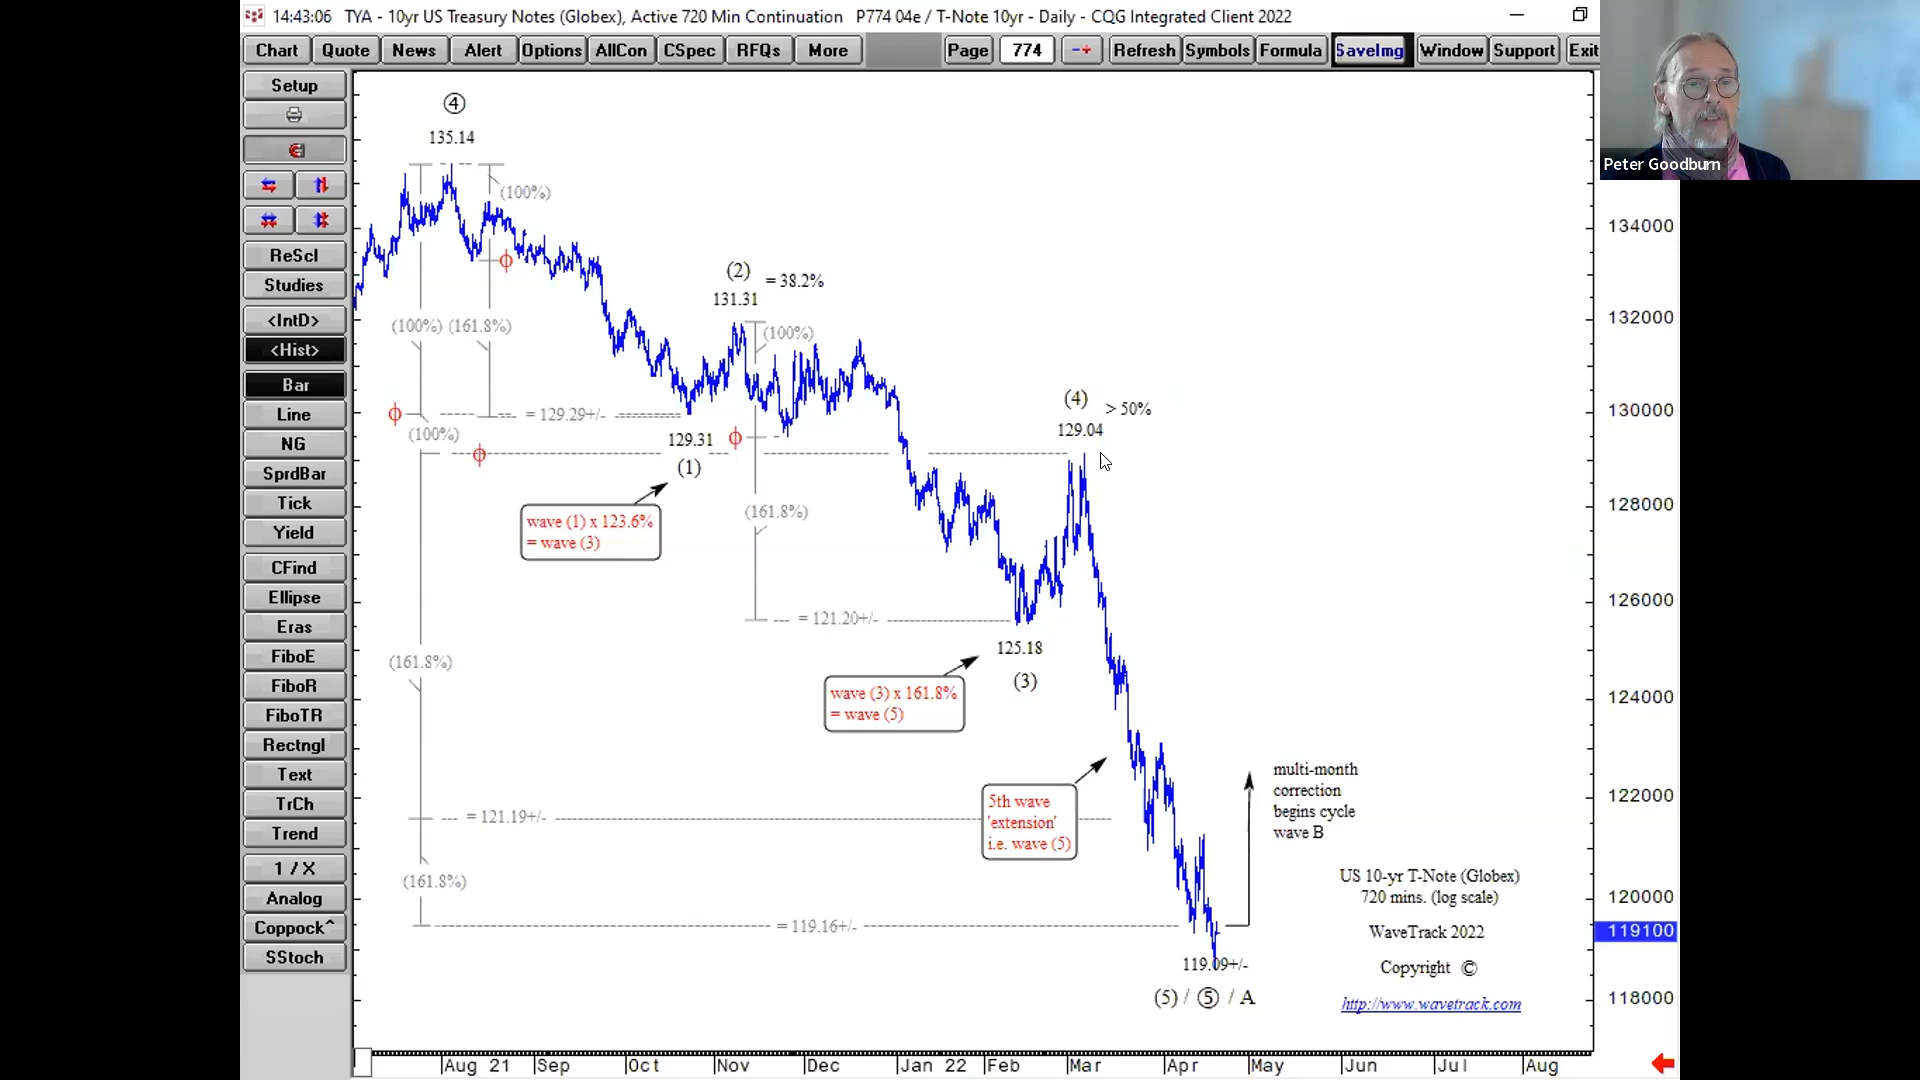 14:43:06 TYA - 10yr US Treasury Notes (Globex), Active 720 Min Continuation P774 04e / T-Note 10yr - Daily - CQG Integrated Client 2022
Chart Quote News Alert Options AllCon CSpec RFQs More Page 774 -+ Refresh Symbols Formula SaveImg Window Support Exit
Setup
<IntD>
<Hist>
ReScl
Studies
Bar
Line
NG
SprdBar
Tick
Yield
CFind
Ellipse
Eras
FiboE
FiboR
FiboTR
Rectngl
Text
TrCh
Trend
1 / X
Analog
Coppock^
SStoch
Peter Goodburn
④
135.14
(100%)
(100%) (161.8%)
(2) = 38.2%
131.31
(100%)
ϕ
ϕ = 129.29+/-
(100%)
ϕ
129.31 ϕ
(1)
wave (1) x 123.6%
= wave (3)
(161.8%)
(4) > 50%
129.04
= 121.20+/-
125.18
(3)
wave (3) x 161.8%
= wave (5)
(161.8%)
5th wave
'extension'
i.e. wave (5)
= 121.19+/-
(161.8%)
= 119.16+/-
119.09+/-
(5) / ⑤ / A
multi-month
correction
begins cycle
wave B
US 10-yr T-Note (Globex)
720 mins. (log scale)
WaveTrack 2022
Copyright ©
http://www.wavetrack.com
134000
132000
130000
128000
126000
124000
122000
120000
119100
118000
Aug 21 Sep Oct Nov Dec Jan 22 Feb Mar Apr May Jun Jul Aug